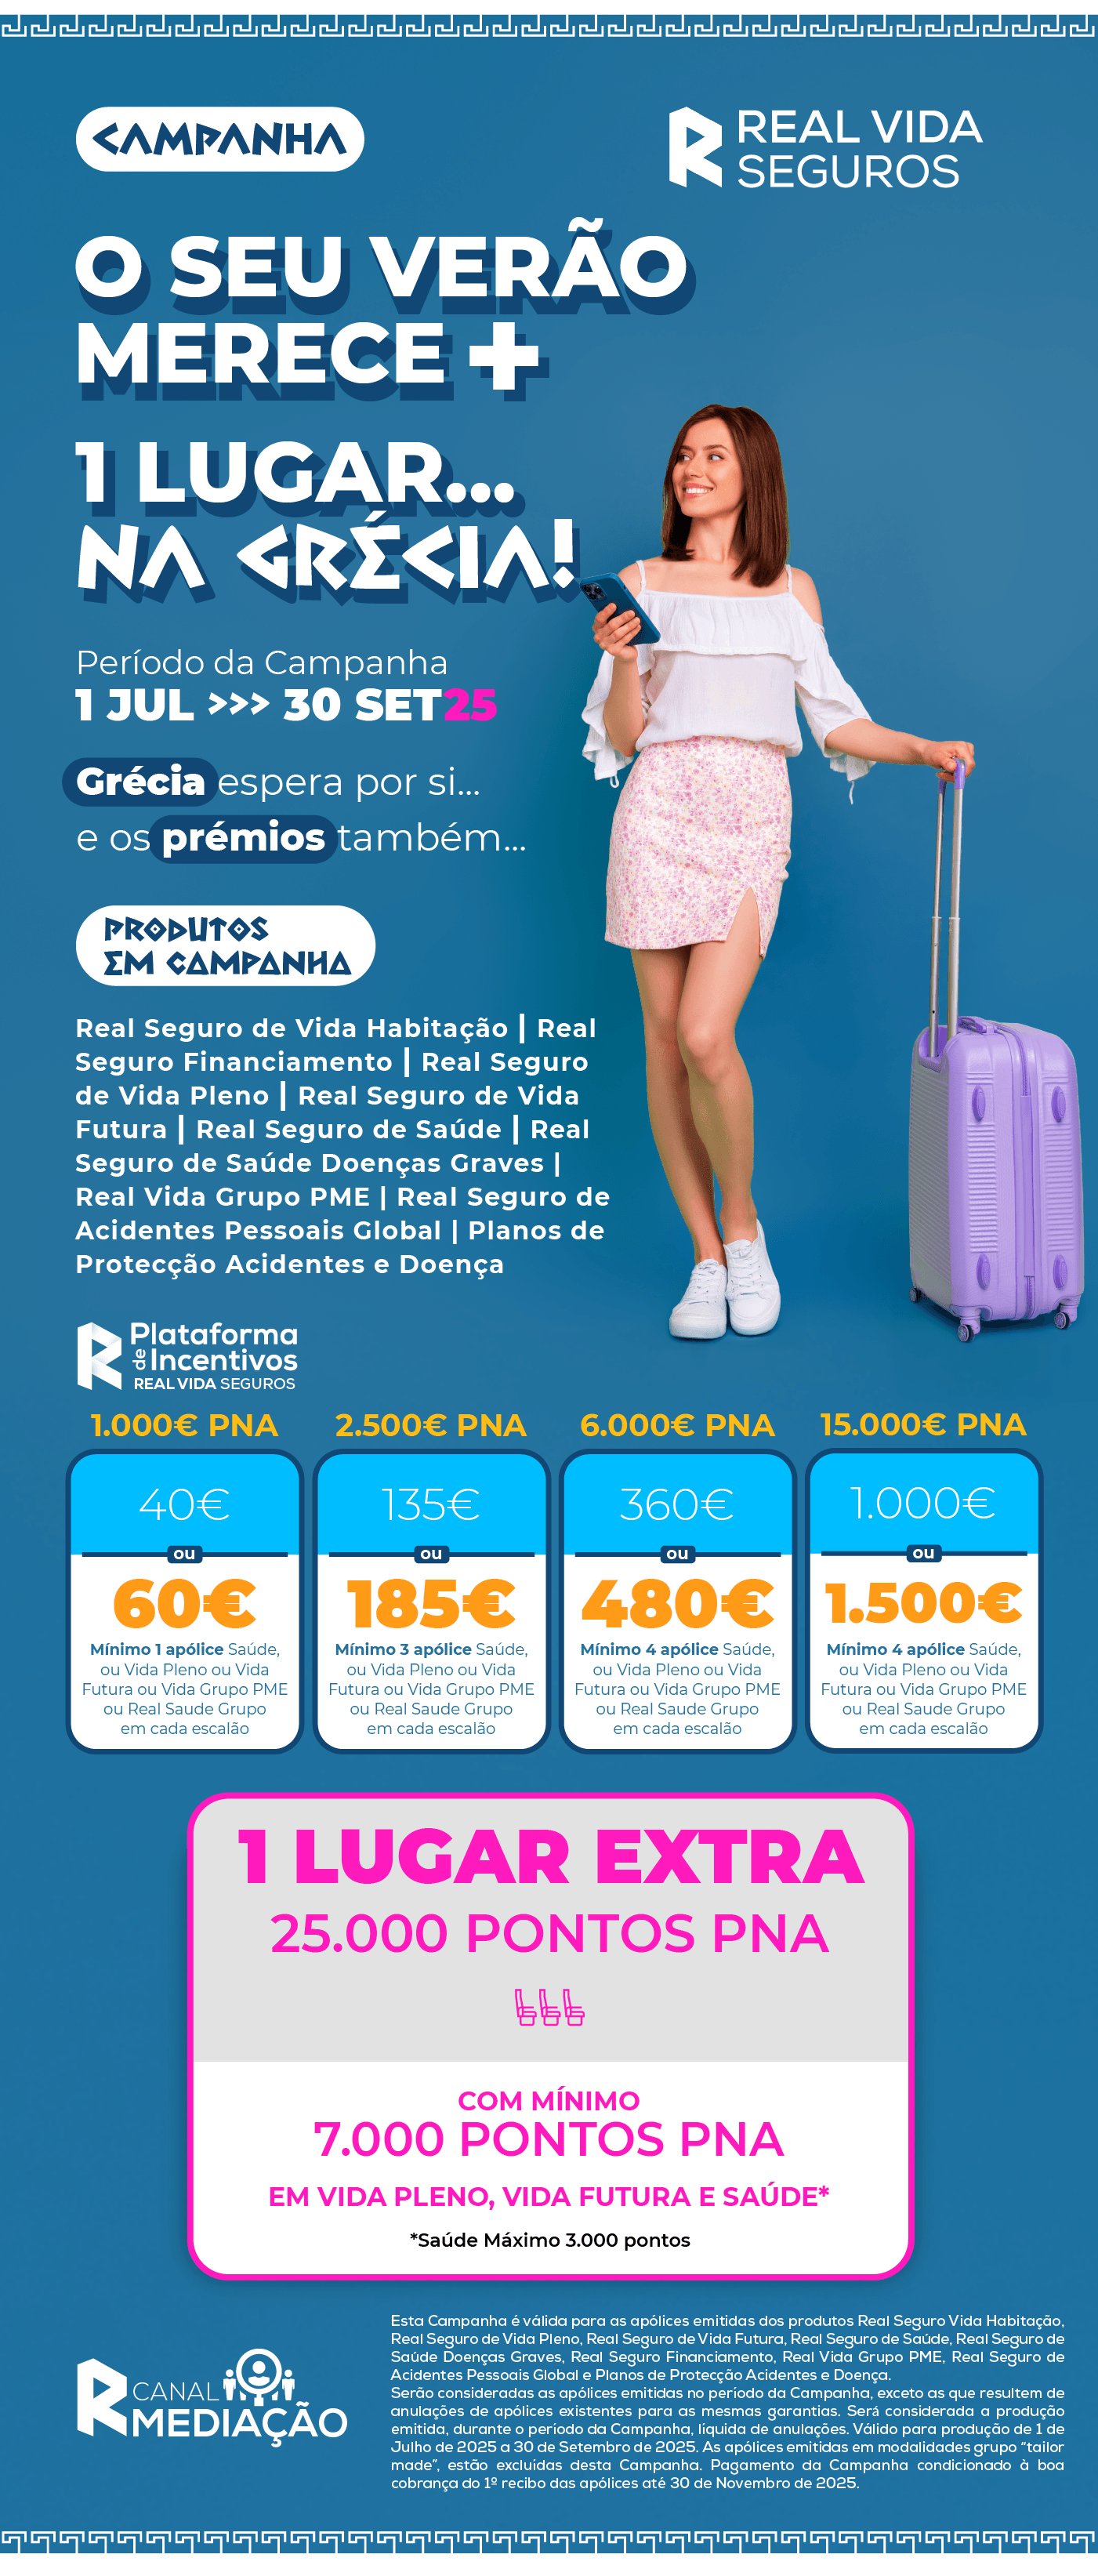 CAMPANHA
REAL VIDA
SEGUROS
O SEU VERÃO
MERECE +
1 LUGAR...
NA GRÉCIA!
Período da Campanha
1 JUL >>> 30 SET25
Grécia espera por si...
e os prémios também...
PRODUTOS
EM CAMPANHA
Real Seguro de Vida Habitação | Real
Seguro Financiamento | Real Seguro
de Vida Pleno | Real Seguro de Vida
Futura | Real Seguro de Saúde | Real
Seguro de Saúde Doenças Graves |
Real Vida Grupo PME | Real Seguro de
Acidentes Pessoais Global | Planos de
Protecção Acidentes e Doença
Plataforma
de Incentivos
REAL VIDA SEGUROS
1.000€ PNA
40€
ou
60€
Mínimo 1 apólice Saúde,
ou Vida Pleno ou Vida
Futura ou Vida Grupo PME
ou Real Saude Grupo
em cada escalão
2.500€ PNA
135€
ou
185€
Mínimo 3 apólice Saúde,
ou Vida Pleno ou Vida
Futura ou Vida Grupo PME
ou Real Saude Grupo
em cada escalão
6.000€ PNA
360€
ou
480€
Mínimo 4 apólice Saúde,
ou Vida Pleno ou Vida
Futura ou Vida Grupo PME
ou Real Saude Grupo
em cada escalão
15.000€ PNA
1.000€
ou
1.500€
Mínimo 4 apólice Saúde,
ou Vida Pleno ou Vida
Futura ou Vida Grupo PME
ou Real Saude Grupo
em cada escalão
1 LUGAR EXTRA
25.000 PONTOS PNA
COM MÍNIMO
7.000 PONTOS PNA
EM VIDA PLENO, VIDA FUTURA E SAÚDE*
*Saúde Máximo 3.000 pontos
CANAL
MEDIAÇÃO
Esta Campanha é válida para as apólices emitidas dos produtos Real Seguro Vida Habitação,
Real Seguro de Vida Pleno, Real Seguro de Vida Futura, Real Seguro de Saúde, Real Seguro de
Saúde Doenças Graves, Real Seguro Financiamento, Real Vida Grupo PME, Real Seguro de
Acidentes Pessoais Global e Planos de Protecção Acidentes e Doença.
Serão consideradas as apólices emitidas no periodo da Campanha, exceto as que resultem de
anulações de apólices existentes para as mesmas garantias. Será considerada a produção
emitida, durante o periodo da Campanha, líquida de anulações. Válido para produção de 1 de
Julho de 2025 a 30 de Setembro de 2025. As apólices emitidas em modalidades grupo "tailor
made", estão excluídas desta Campanha. Pagamento da Campanha condicionado à boa
cobrança do 1º recibo das apólices até 30 de Novembro de 2025.